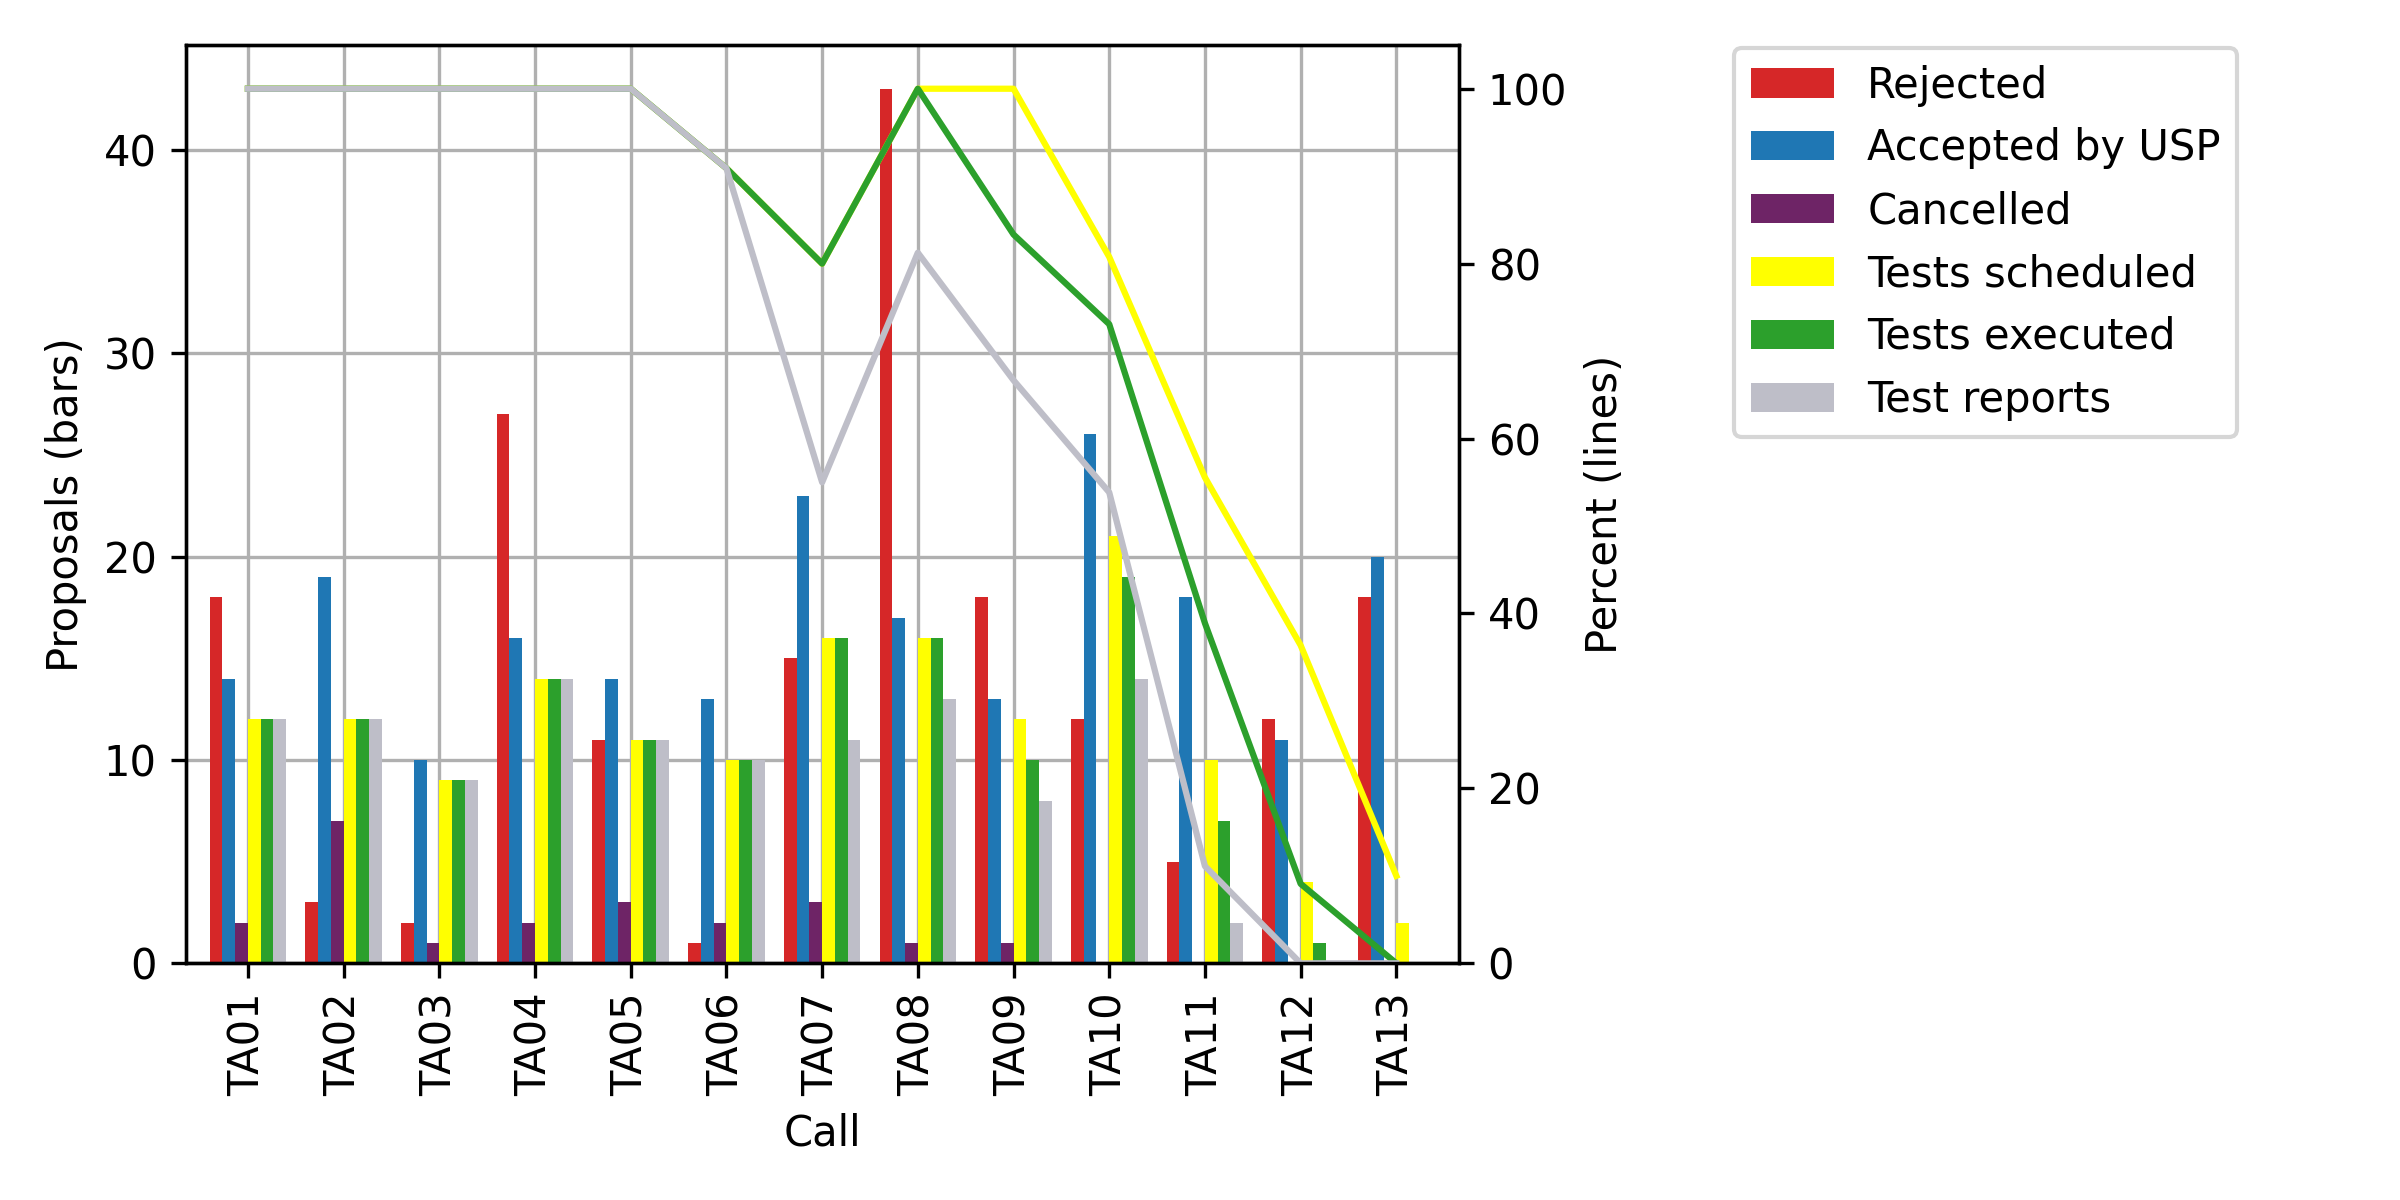 Proposals (bars)
40
30
20
10
0
100
80
60
40
20
0
Percent (lines)
TA01
TA02
TA03
TA04
TA05
TA06
TA07
TA08
TA09
TA10
TA11
TA12
TA13
Call
Rejected
Accepted by USP
Cancelled
Tests scheduled
Tests executed
Test reports